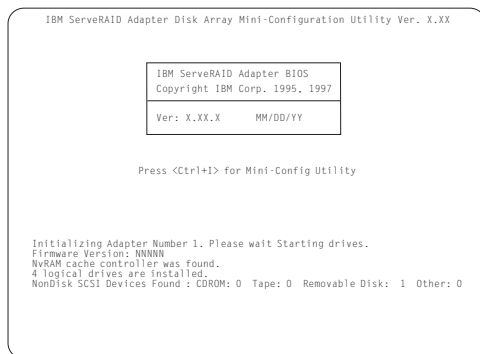 IBM ServeRAID Adapter Disk Array Mini-Configuration Utility Ver. X.XX
IBM ServeRAID Adapter BIOS
Copyright IBM Corp. 1995, 1997
Ver: X.XX.X MM/DD/YY
Press <Ctrl+I> for Mini-Config Utility
Initializing Adapter Number 1. Please wait Starting drives.
Firmware Version: NNNNN
NvRAM cache controller was found.
4 logical drives are installed.
NonDisk SCSI Devices Found : CDROM: 0 Tape: 0 Removable Disk: 1 Other: 0